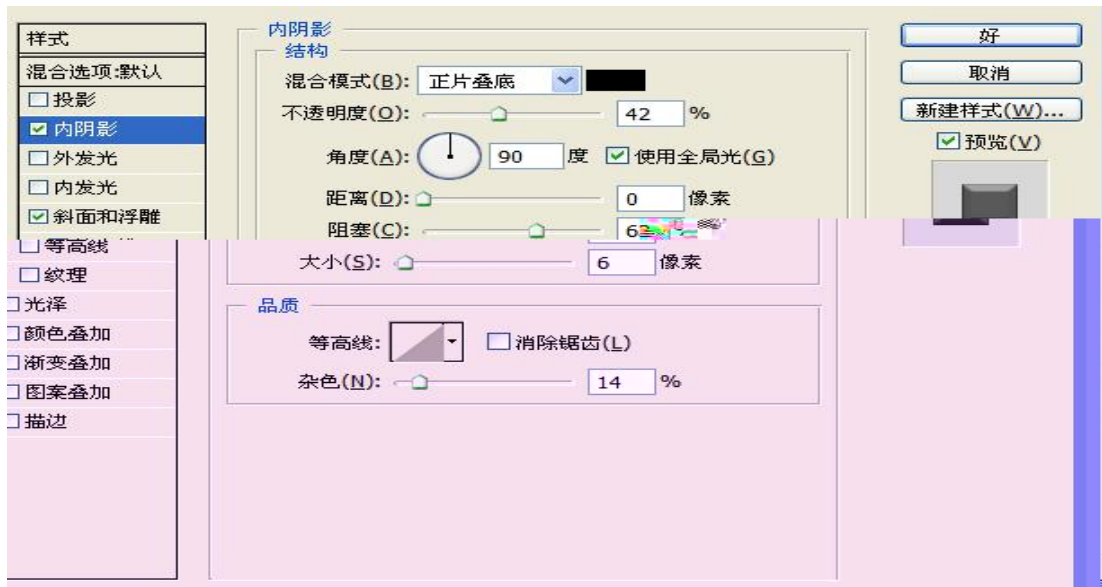 样式
混合选项:默认
投影
内阴影
外发光
内发光
斜面和浮雕
等高线
纹理
光泽
颜色叠加
渐变叠加
图案叠加
描边
内阴影
结构
混合模式(B): 正片叠底
不透明度(O): 42 %
角度(A): 90 度 使用全局光(G)
距离(D): 0 像素
阻塞(C):
大小(S): 6 像素
品质
等高线: 消除锯齿(L)
杂色(N): 14 %
好
取消
新建样式(W)...
预览(V)